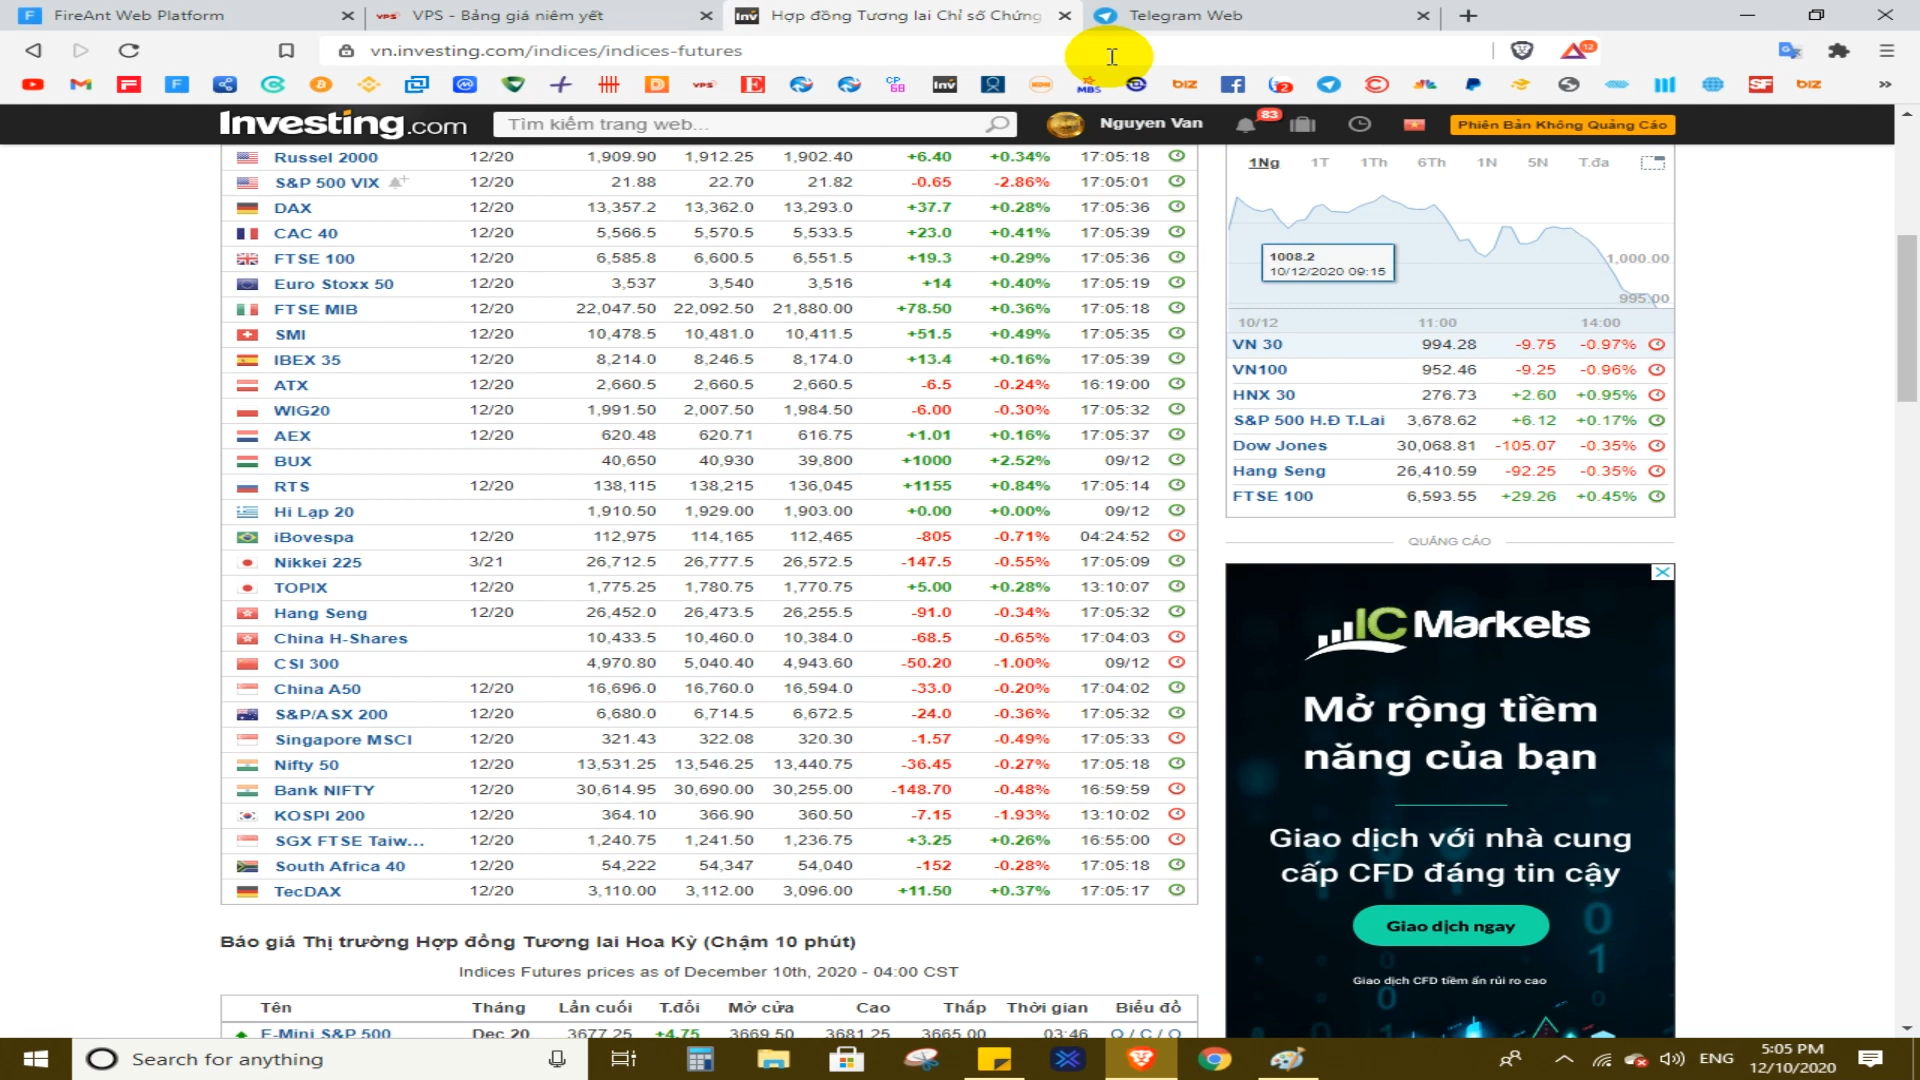 FireAnt Web Platform
VPS - Bảng giá niêm yết
Hợp đồng Tương lai Chỉ số Chứng
Telegram Web
vn.investing.com/indices/indices-futures
12
Investing.com
Tìm kiếm trang web...
Nguyen Van
83
Phiên Bản Không Quảng Cáo
Russel 2000 12/20 1,909.90 1,912.25 1,902.40 +6.40 +0.34% 17:05:18
S&P 500 VIX 12/20 21.88 22.70 21.82 -0.65 -2.86% 17:05:01
DAX 12/20 13,357.2 13,362.0 13,293.0 +37.7 +0.28% 17:05:36
CAC 40 12/20 5,566.5 5,570.5 5,533.5 +23.0 +0.41% 17:05:39
FTSE 100 12/20 6,585.8 6,600.5 6,551.5 +19.3 +0.29% 17:05:36
Euro Stoxx 50 12/20 3,537 3,540 3,516 +14 +0.40% 17:05:19
FTSE MIB 12/20 22,047.50 22,092.50 21,880.00 +78.50 +0.36% 17:05:18
SMI 12/20 10,478.5 10,481.0 10,411.5 +51.5 +0.49% 17:05:35
IBEX 35 12/20 8,214.0 8,246.5 8,174.0 +13.4 +0.16% 17:05:39
ATX 12/20 2,660.5 2,660.5 2,660.5 -6.5 -0.24% 16:19:00
WIG20 12/20 1,991.50 2,007.50 1,984.50 -6.00 -0.30% 17:05:32
AEX 12/20 620.48 620.71 616.75 +1.01 +0.16% 17:05:37
BUX 40,650 40,930 39,800 +1000 +2.52% 09/12
RTS 12/20 138,115 138,215 136,045 +1155 +0.84% 17:05:14
Hi Lạp 20 1,910.50 1,929.00 1,903.00 +0.00 +0.00% 09/12
iBovespa 12/20 112,975 114,165 112,465 -805 -0.71% 04:24:52
Nikkei 225 3/21 26,712.5 26,777.5 26,572.5 -147.5 -0.55% 17:05:09
TOPIX 12/20 1,775.25 1,780.75 1,770.75 +5.00 +0.28% 13:10:07
Hang Seng 12/20 26,452.0 26,473.5 26,255.5 -91.0 -0.34% 17:05:32
China H-Shares 10,433.5 10,460.0 10,384.0 -68.5 -0.65% 17:04:03
CSI 300 4,970.80 5,040.40 4,943.60 -50.20 -1.00% 09/12
China A50 12/20 16,696.0 16,760.0 16,594.0 -33.0 -0.20% 17:04:02
S&P/ASX 200 12/20 6,680.0 6,714.5 6,672.5 -24.0 -0.36% 17:05:32
Singapore MSCI 12/20 321.43 322.08 320.30 -1.57 -0.49% 17:05:33
Nifty 50 12/20 13,531.25 13,546.25 13,440.75 -36.45 -0.27% 17:05:18
Bank NIFTY 12/20 30,614.95 30,690.00 30,255.00 -148.70 -0.48% 16:59:59
KOSPI 200 12/20 364.10 366.90 360.50 -7.15 -1.93% 13:10:02
SGX FTSE Taiw... 12/20 1,240.75 1,241.50 1,236.75 +3.25 +0.26% 16:55:00
South Africa 40 12/20 54,222 54,347 54,040 -152 -0.28% 17:05:18
TecDAX 12/20 3,110.00 3,112.00 3,096.00 +11.50 +0.37% 17:05:17
Báo giá Thị trường Hợp đồng Tương lai Hoa Kỳ (Chậm 10 phút)
Indices Futures prices as of December 10th, 2020 - 04:00 CST
Tên Tháng Lần cuối T.đổi Mở cửa Cao Thấp Thời gian Biểu đồ
E-Mini S&P 500 Dec 20 3677.25 +4.75 3669.50 3681.25 3665.00 03:46 O / C / O
1Ng 1T 1Th 6Th 1N 5N T.đa
1008.2
10/12/2020 09:15
1,000.00
995.00
10/12 11:00 14:00
VN 30 994.28 -9.75 -0.97%
VN100 952.46 -9.25 -0.96%
HNX 30 276.73 +2.60 +0.95%
S&P 500 H.Đ T.Lai 3,678.62 +6.12 +0.17%
Dow Jones 30,068.81 -105.07 -0.35%
Hang Seng 26,410.59 -92.25 -0.35%
FTSE 100 6,593.55 +29.26 +0.45%
QUẢNG CÁO
IC Markets
Mở rộng tiềm
năng của bạn
Giao dịch với nhà cung
cấp CFD đáng tin cậy
Giao dịch ngay
Giao dịch CFD tiềm ẩn rủi ro cao
Search for anything
ENG
5:05 PM
12/10/2020